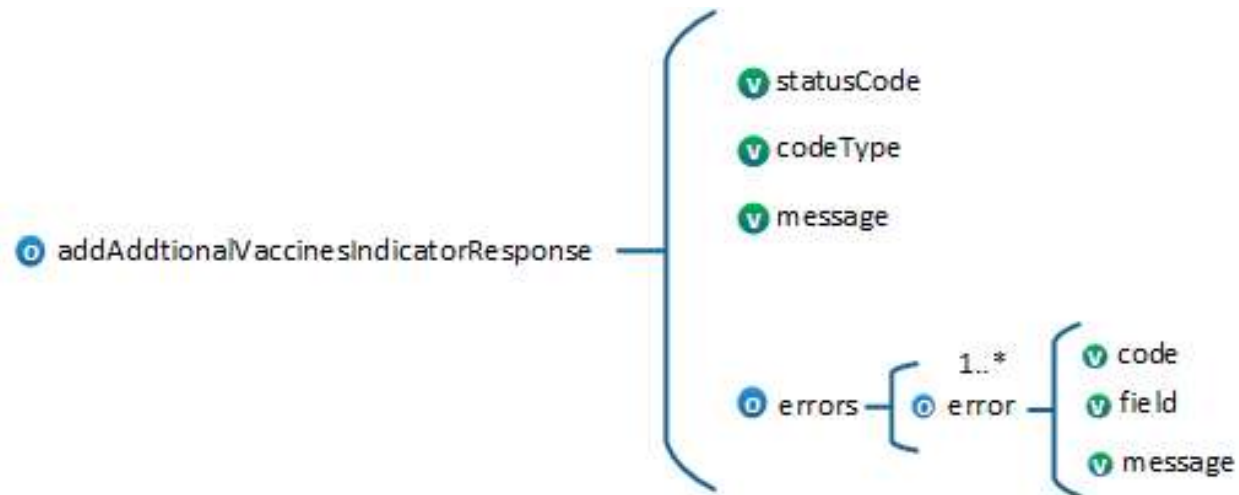 v statusCode
v codeType
v message
o addAddtionalVaccinesIndicatorResponse
1..*
o errors o error
v code
v field
v message